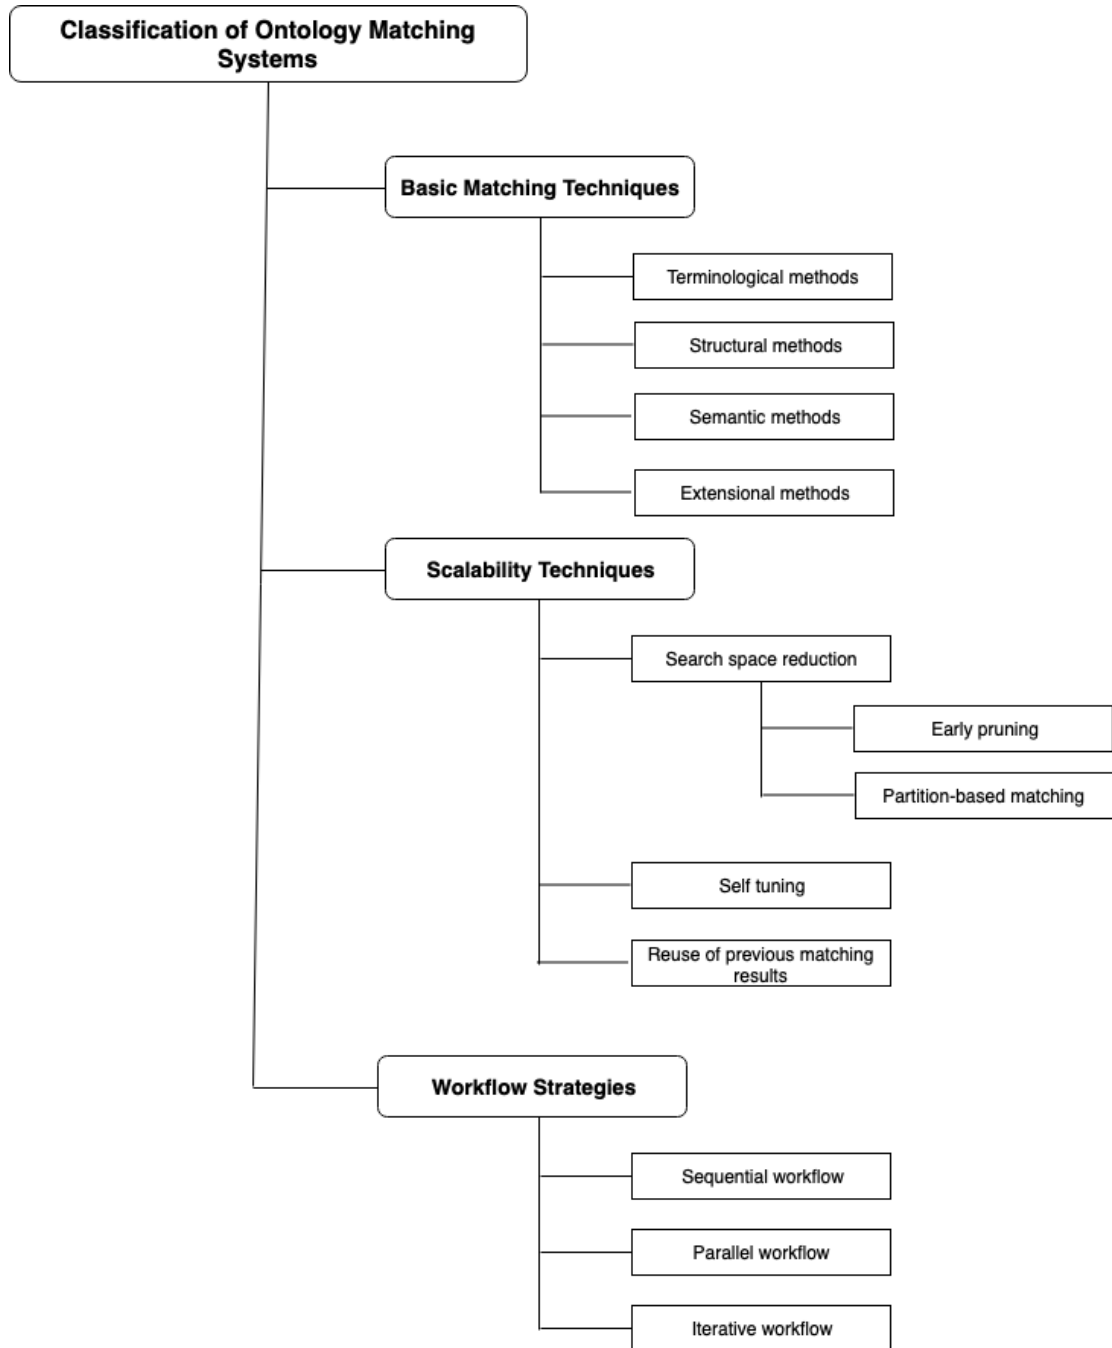 Classification of Ontology Matching
Systems
Basic Matching Techniques
Terminological methods
Structural methods
Semantic methods
Extensional methods
Scalability Techniques
Search space reduction
Early pruning
Partition-based matching
Self tuning
Reuse of previous matching
results
Workflow Strategies
Sequential workflow
Parallel workflow
Iterative workflow